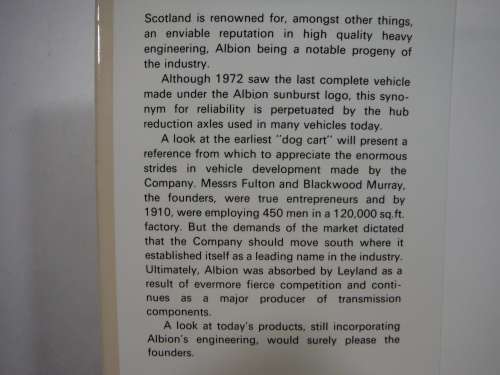 Scotland is renowned for, amongst other things,
an enviable reputation in high quality heavy
engineering, Albion being a notable progeny of
the industry.
Although 1972 saw the last complete vehicle
made under the Albion sunburst logo, this syno-
nym for reliability is perpetuated by the hub
reduction axles used in many vehicles today.
A look at the earliest "dog cart" will present a
reference from which to appreciate the enormous
strides in vehicle development made by the
Company. Messrs Fulton and Blackwood Murray,
the founders, were true entrepreneurs and by
1910, were employing 450 men in a 120,000 sq.ft.
factory. But the demands of the market dictated
that the Company should move south where it
established itself as a leading name in the industry.
Ultimately, Albion was absorbed by Leyland as a
result of evermore fierce competition and conti-
nues as a major producer of transmission
components.
A look at today's products, still incorporating
Albion's engineering, would surely please the
founders.